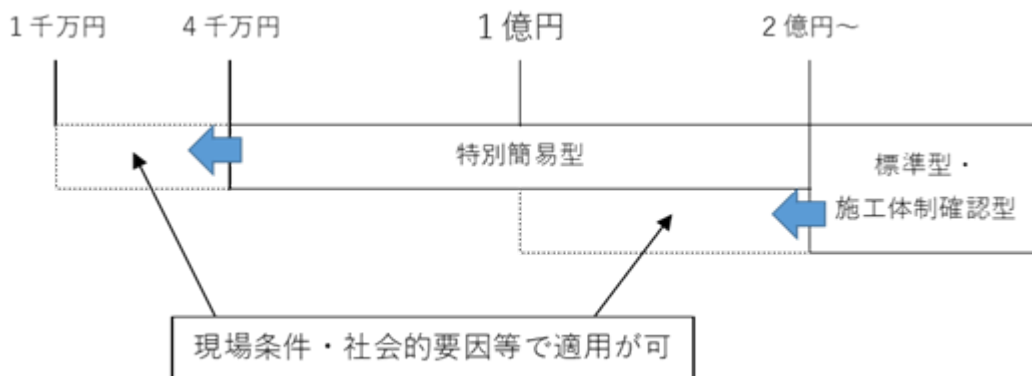 1千万円
4千万円
1億円
2億円～
特別簡易型
標準型・
施工体制確認型
現場条件・社会的要因等で適用が可